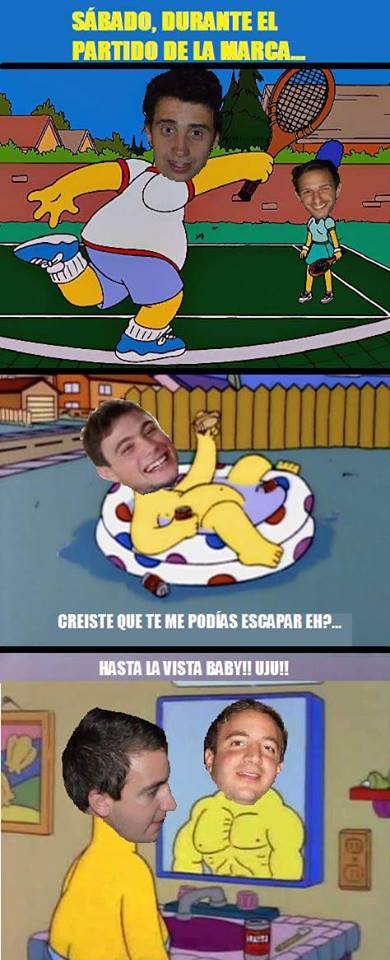 SÁBADO, DURANTE EL
PARTIDO DE LA MARCA...
CREISTE QUE TE ME PODÍAS ESCAPAR EH?...
HASTA LA VISTA BABY!! UJU!!